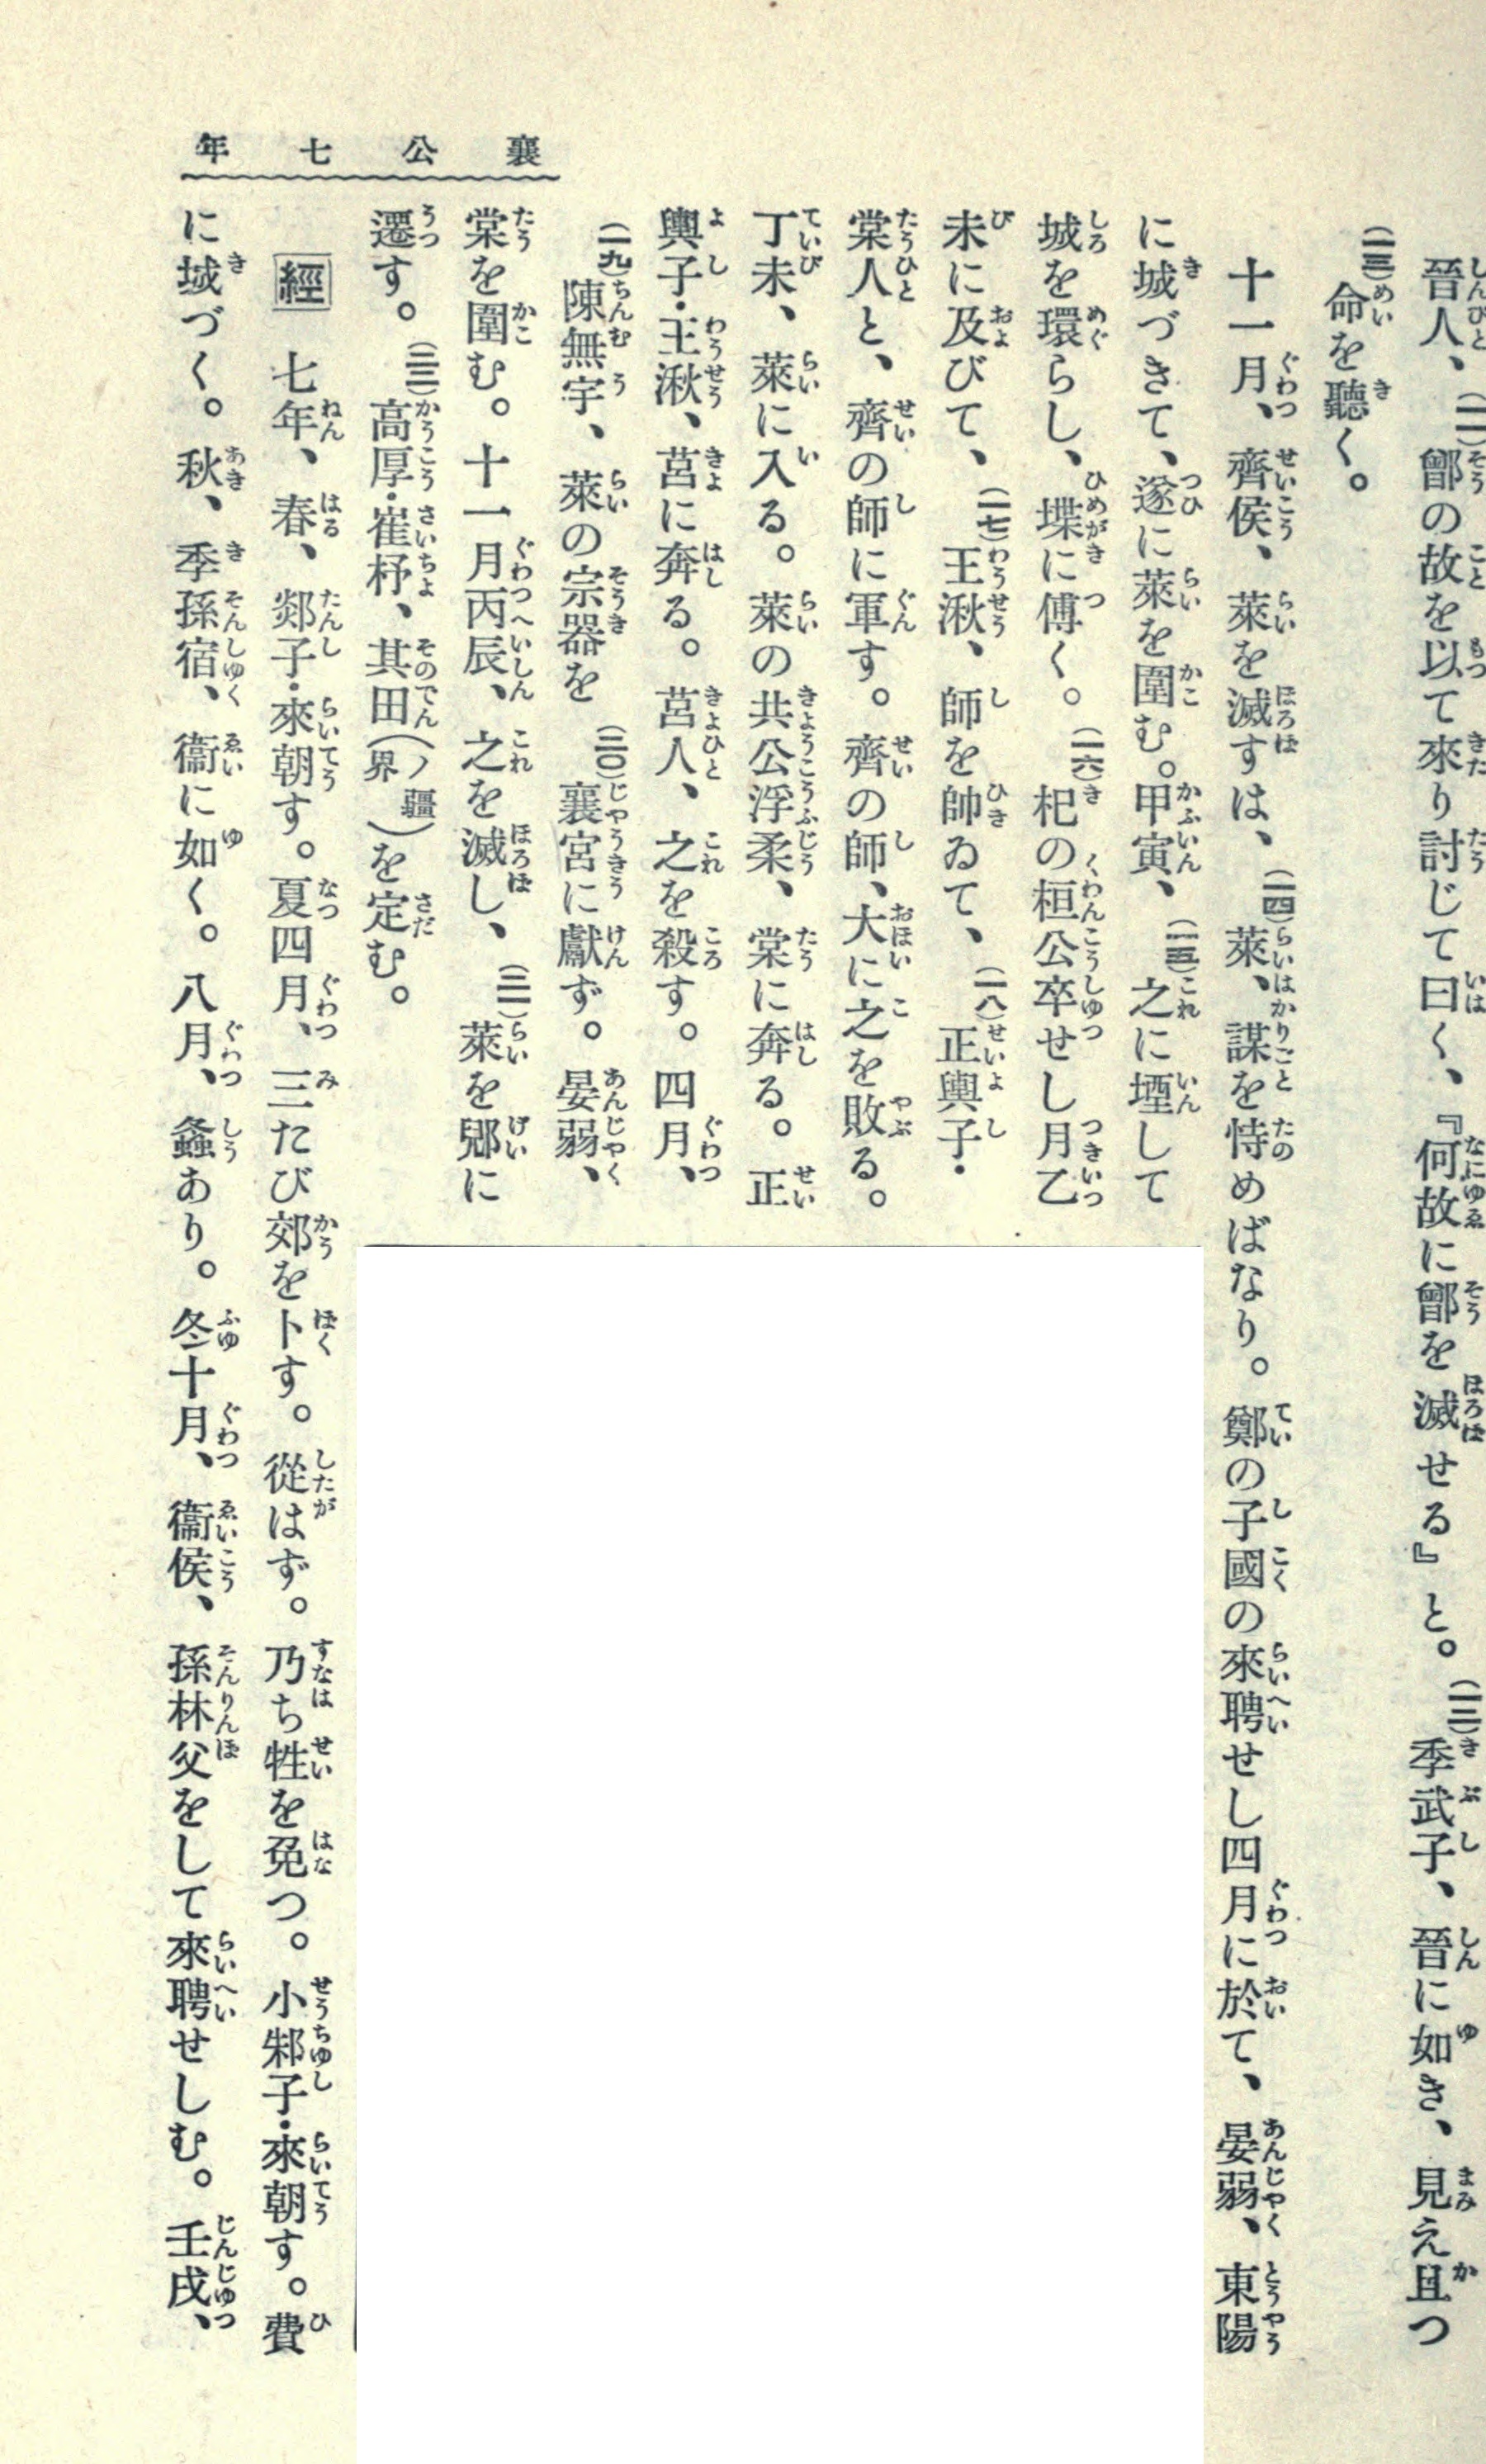 襄公七年
晉人、(一一)鄫の故を以て來り討じて曰く、『何故に鄫を滅せる』と。(一二)季武子、晉に如き、見え且つ
(一三)命を聽く。
十一月、齊侯、萊を滅すは、(一四)萊、謀を恃めばなり。鄭の子國の來聘せし四月に於て、晏弱、東陽
に城づきて、遂に萊を圍む。甲寅、(一五)之に堙して
城を環らし、堞に傅く。(一六)杞の桓公卒せし月乙
未に及びて、(一七)王湫、師を帥ゐて、(一八)正輿子・
棠人と、齊の師に軍す。齊の師、大に之を敗る。
丁未、萊に入る。萊の共公浮柔、棠に奔る。正
輿子・王湫、莒に奔る。莒人、之を殺す。四月、
(一九)陳無宇、萊の宗器を(二〇)襄宮に獻ず。晏弱、
棠を圍む。十一月丙辰、之を滅し、(二一)萊を郳に
遷す。(二二)高厚・崔杼、其田(ノ疆界)を定む。
經 七年、春、郯子・來朝す。夏四月、三たび郊を卜す。從はず。乃ち牲を免つ。小邾子・來朝す。費
に城づく。秋、季孫宿、衞に如く。八月、螽あり。冬十月、衞侯、孫林父をして來聘せしむ。壬戌、